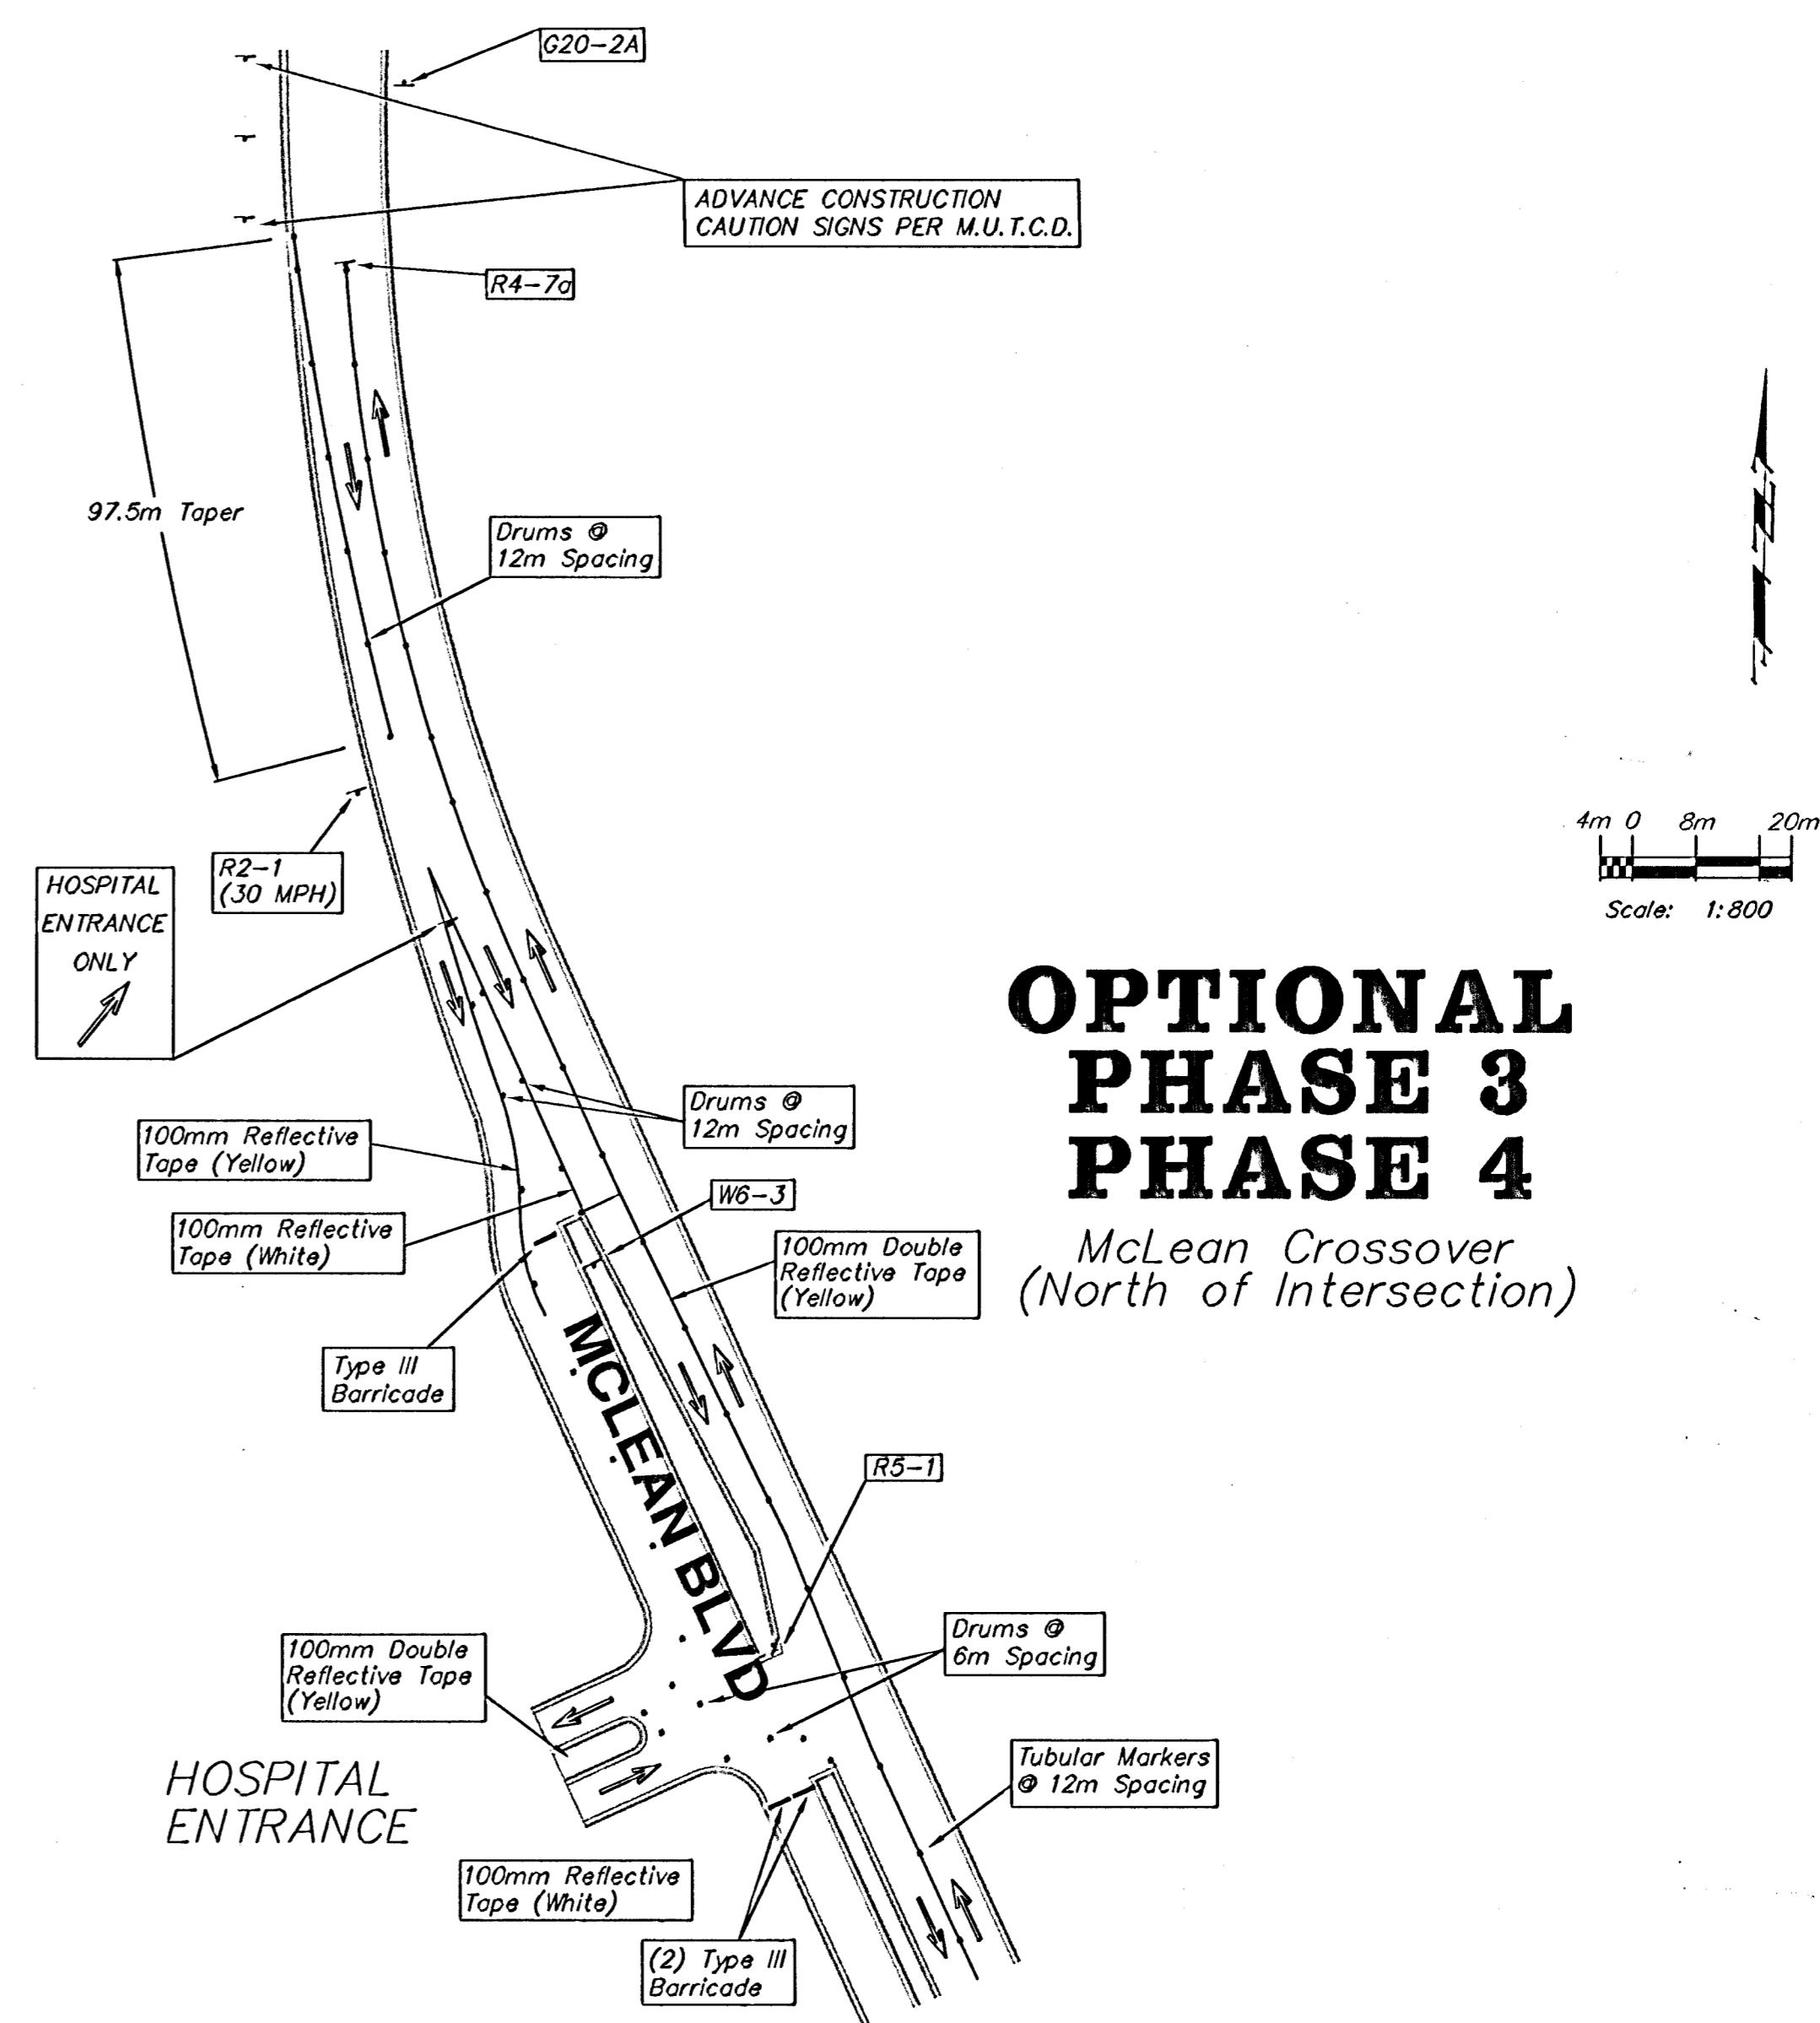 G20-2A
ADVANCE CONSTRUCTION
CAUTION SIGNS PER M.U.T.C.D.
R4-7a
97.5m Taper
Drums @
12m Spacing
4m 0 8m 20m
Scale: 1:800
R2-1
(30 MPH)
HOSPITAL
ENTRANCE
ONLY
OPTIONAL
PHASE 3
PHASE 4
McLean Crossover
(North of Intersection)
Drums @
12m Spacing
100mm Reflective
Tape (Yellow)
W6-3
100mm Reflective
Tape (White)
100mm Double
Reflective Tape
(Yellow)
Type III
Barricade
MCLEAN BLVD
R5-1
Drums @
6m Spacing
100mm Double
Reflective Tape
(Yellow)
HOSPITAL
ENTRANCE
Tubular Markers
@ 12m Spacing
100mm Reflective
Tape (White)
(2) Type III
Barricade